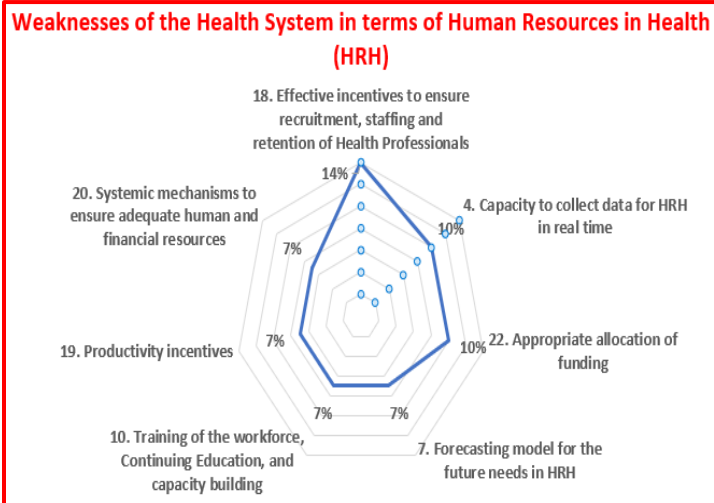 Weaknesses of the Health System in terms of Human Resources in Health
(HRH)
18. Effective incentives to ensure
recruitment, staffing and
retention of Health Professionals
14%
4. Capacity to collect data for HRH
in real time
10%
22. Appropriate allocation of
funding
10%
7. Forecasting model for the
future needs in HRH
7%
10. Training of the workforce,
Continuing Education, and
capacity building
7%
19. Productivity incentives
7%
20. Systemic mechanisms to
ensure adequate human and
financial resources
7%